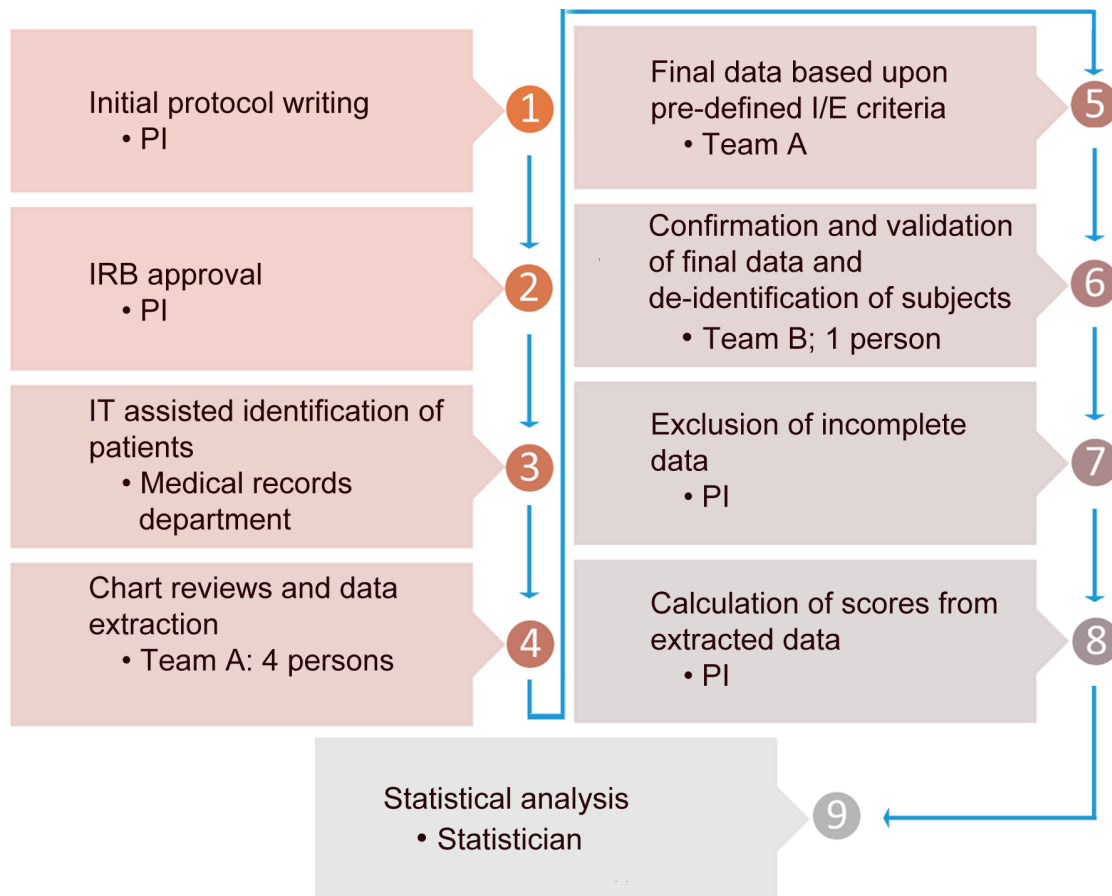 Initial protocol writing
• PI
1
IRB approval
• PI
2
IT assisted identification of
patients
• Medical records
department
3
Chart reviews and data
extraction
• Team A: 4 persons
4
Final data based upon
pre-defined I/E criteria
• Team A
5
Confirmation and validation
of final data and
de-identification of subjects
• Team B; 1 person
6
Exclusion of incomplete
data
• PI
7
Calculation of scores from
extracted data
• PI
8
Statistical analysis
• Statistician
9